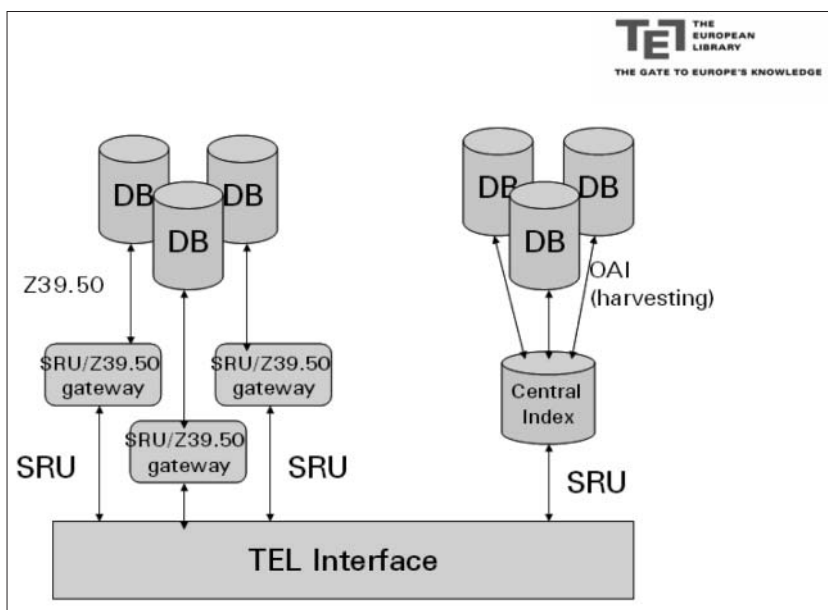 TEL THE
EUROPEAN
LIBRARY
THE GATE TO EUROPE'S KNOWLEDGE
DB
DB
DB
DB
DB
DB
Z39.50
OAI
(harvesting)
SRU/Z39.50
gateway
SRU/Z39.50
gateway
SRU/Z39.50
gateway
Central
Index
SRU
SRU
SRU
TEL Interface